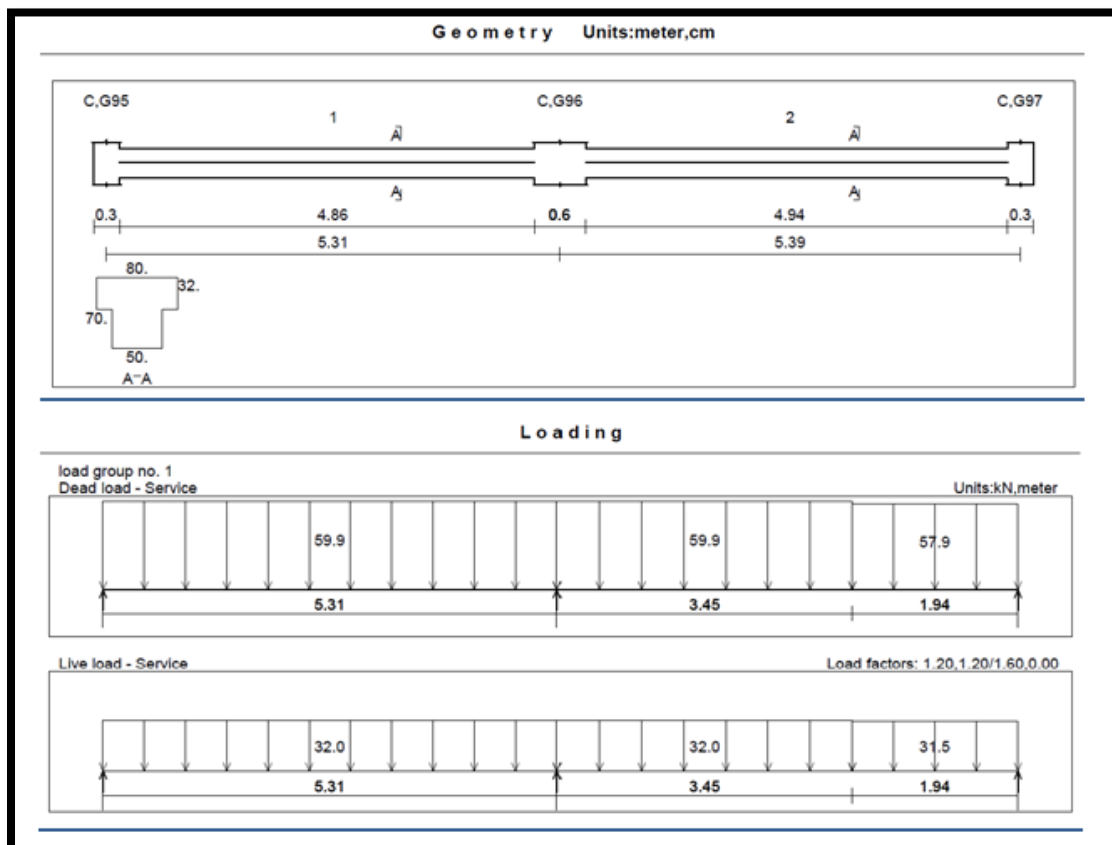 Geometry Units:meter,cm
C,G95 C,G96 C,G97
1 2
A A
A A
0.3 4.86 0.6 4.94 0.3
5.31 5.39
80.
32.
70.
50.
A-A
Loading
load group no. 1
Dead load - Service Units:kN,meter
59.9 59.9 57.9
5.31 3.45 1.94
Live load - Service Load factors: 1.20,1.20/1.60,0.00
32.0 32.0 31.5
5.31 3.45 1.94